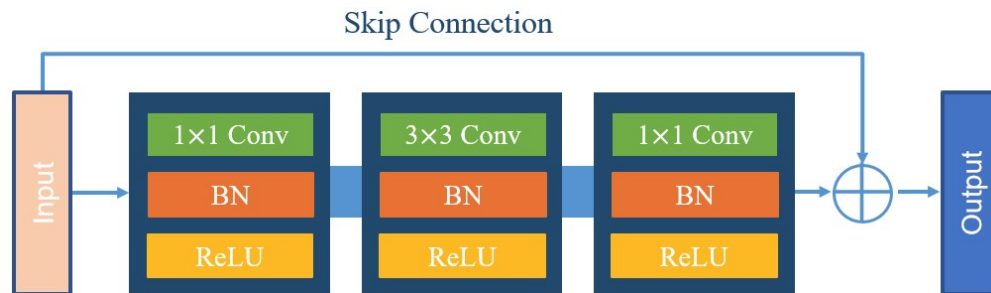 Skip Connection
Input
1×1 Conv
BN
ReLU
3×3 Conv
BN
ReLU
1×1 Conv
BN
ReLU
Output